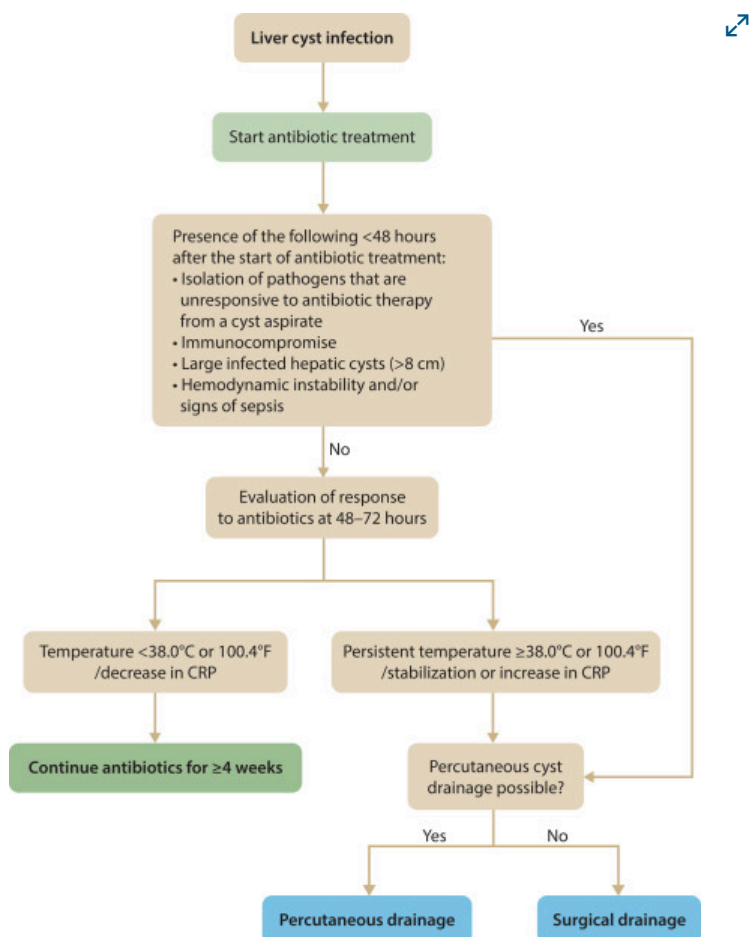 Liver cyst infection
Start antibiotic treatment
Presence of the following <48 hours
after the start of antibiotic treatment:
• Isolation of pathogens that are
unresponsive to antibiotic therapy
from a cyst aspirate
• Immunocompromise
• Large infected hepatic cysts (>8 cm)
• Hemodynamic instability and/or
signs of sepsis
Yes
No
Evaluation of response
to antibiotics at 48–72 hours
Temperature <38.0°C or 100.4°F
/decrease in CRP
Persistent temperature ≥38.0°C or 100.4°F
/stabilization or increase in CRP
Continue antibiotics for ≥4 weeks
Percutaneous cyst
drainage possible?
Yes
No
Percutaneous drainage
Surgical drainage